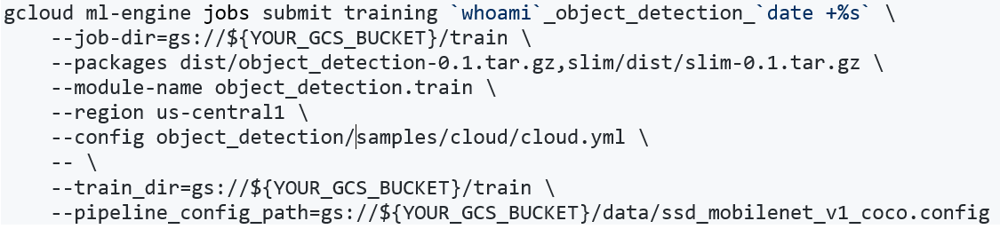 gcloud ml-engine jobs submit training `whoami`_object_detection_`date +%s` \
    --job-dir=gs://${YOUR_GCS_BUCKET}/train \
    --packages dist/object_detection-0.1.tar.gz,slim/dist/slim-0.1.tar.gz \
    --module-name object_detection.train \
    --region us-central1 \
    --config object_detection/samples/cloud/cloud.yml \
    -- \
    --train_dir=gs://${YOUR_GCS_BUCKET}/train \
    --pipeline_config_path=gs://${YOUR_GCS_BUCKET}/data/ssd_mobilenet_v1_coco.config